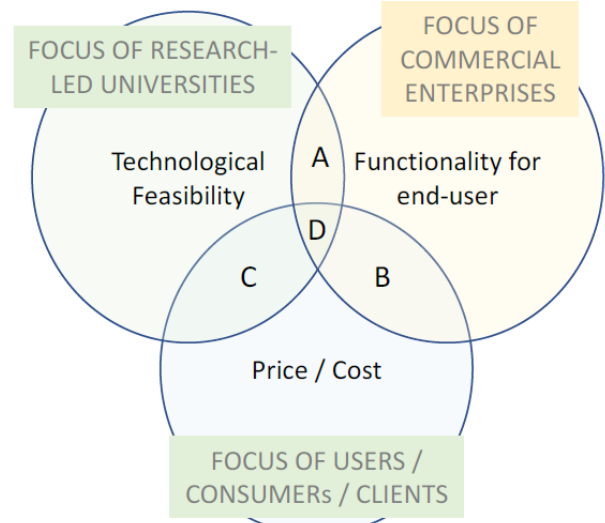 FOCUS OF RESEARCH-
LED UNIVERSITIES
FOCUS OF
COMMERCIAL
ENTERPRISES
Technological
Feasibility
A
Functionality for
end-user
D
C
B
Price / Cost
FOCUS OF USERS /
CONSUMERs / CLIENTS